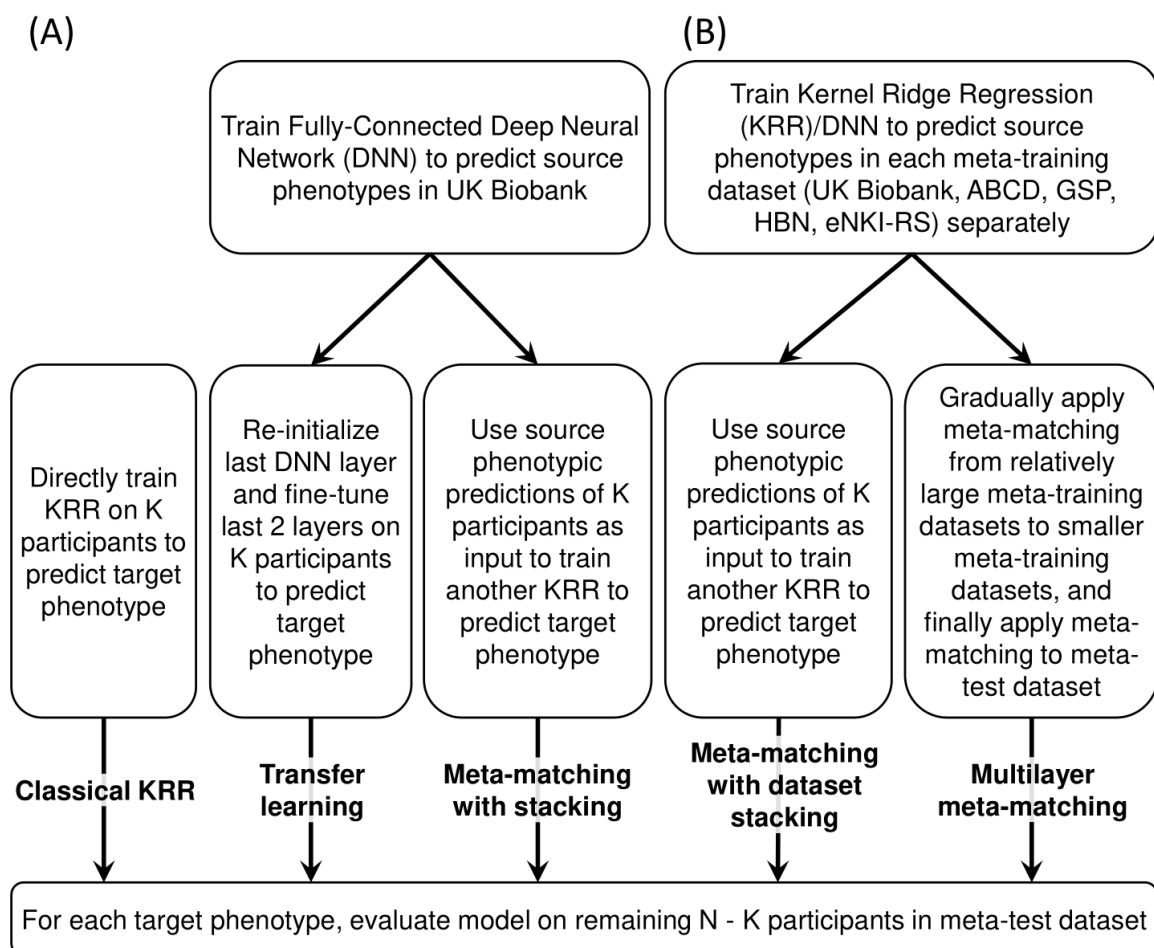 (A)
(B)
Train Fully-Connected Deep Neural
Network (DNN) to predict source
phenotypes in UK Biobank
Train Kernel Ridge Regression
(KRR)/DNN to predict source
phenotypes in each meta-training
dataset (UK Biobank, ABCD, GSP,
HBN, eNKI-RS) separately
Directly train
KRR on K
participants to
predict target
phenotype
Re-initialize
last DNN layer
and fine-tune
last 2 layers on
K participants
to predict
target
phenotype
Use source
phenotypic
predictions of K
participants as
input to train
another KRR to
predict target
phenotype
Use source
phenotypic
predictions of K
participants as
input to train
another KRR to
predict target
phenotype
Gradually apply
meta-matching
from relatively
large meta-training
datasets to smaller
meta-training
datasets, and
finally apply meta-
matching to meta-
test dataset
Classical KRR
Transfer
learning
Meta-matching
with stacking
Meta-matching
with dataset
stacking
Multilayer
meta-matching
For each target phenotype, evaluate model on remaining N - K participants in meta-test dataset